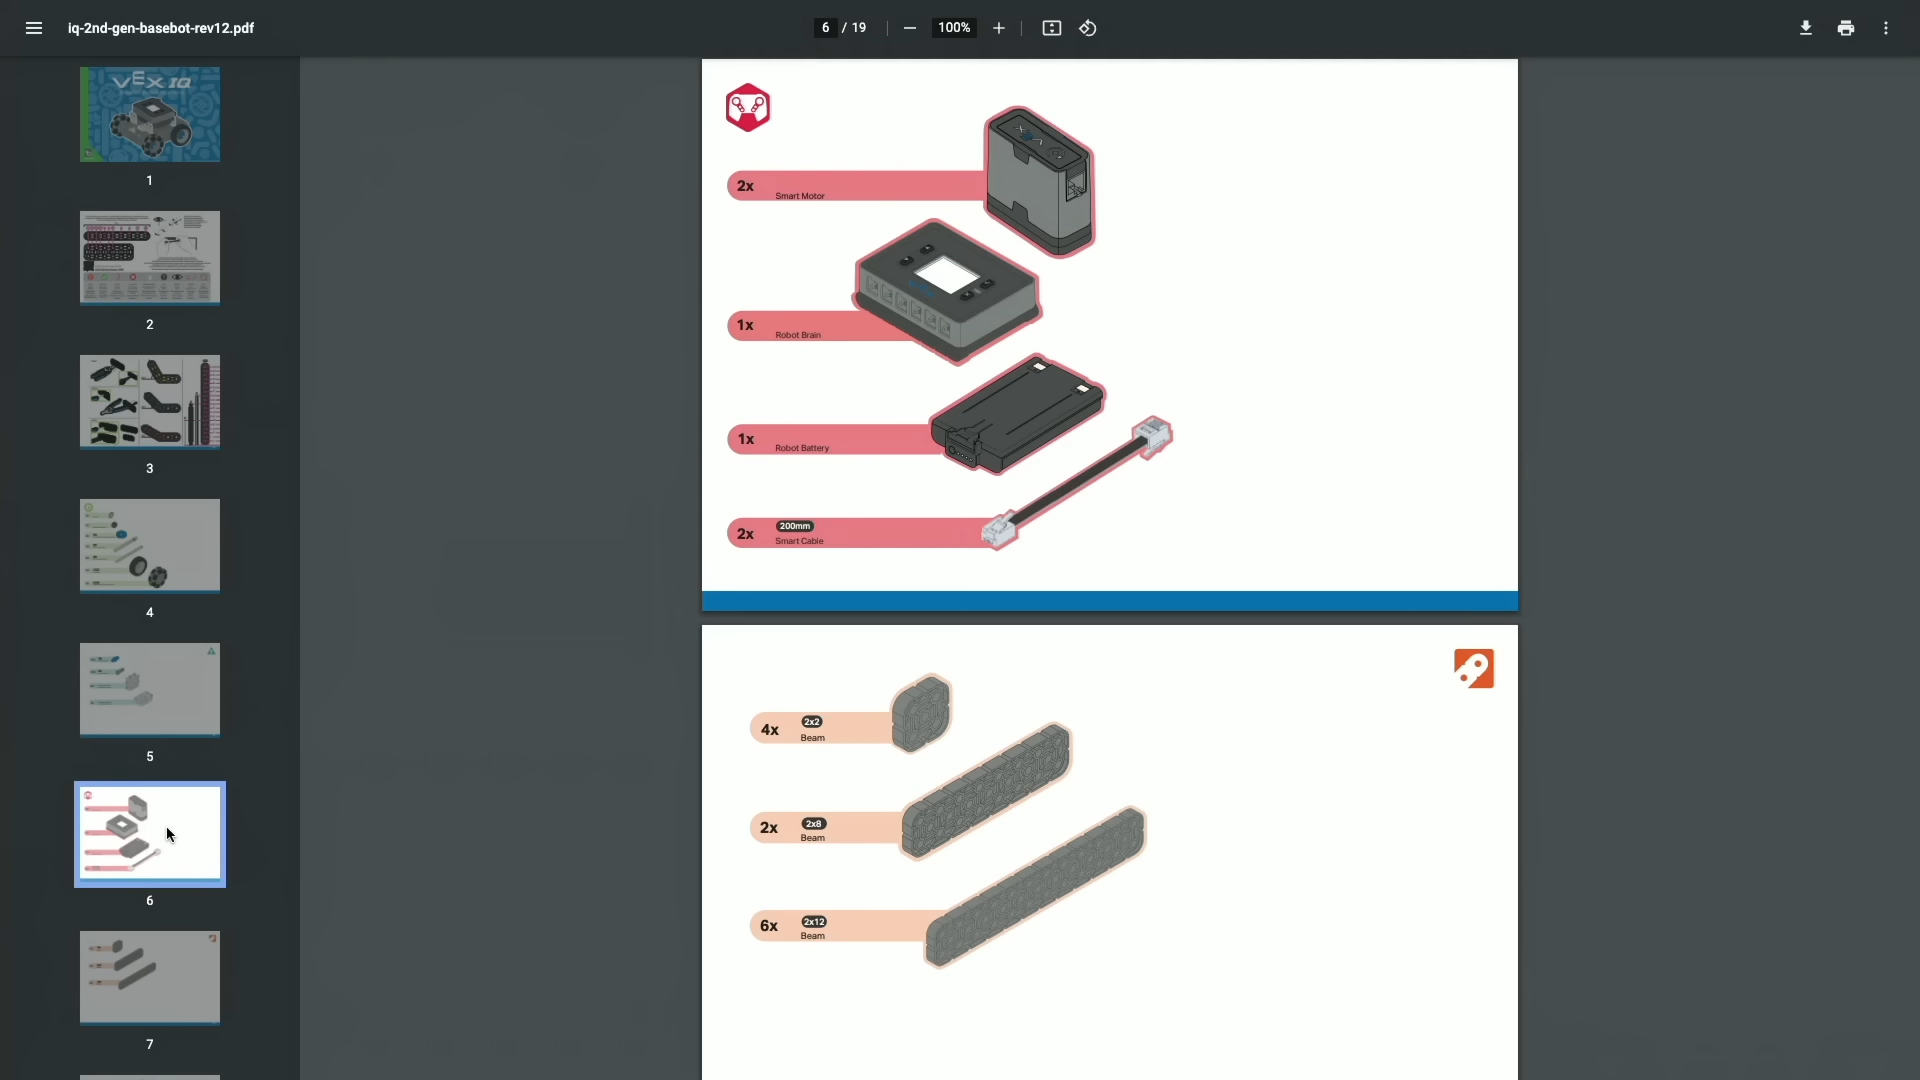 iq-2nd-gen-basebot-rev12.pdf
6 / 19
100%
VEX IQ
1
2
3
4
5
6
7
2x
Smart Motor
1x
Robot Brain
1x
Robot Battery
2x
200mm
Smart Cable
4x
2x2
Beam
2x
2x8
Beam
6x
2x12
Beam